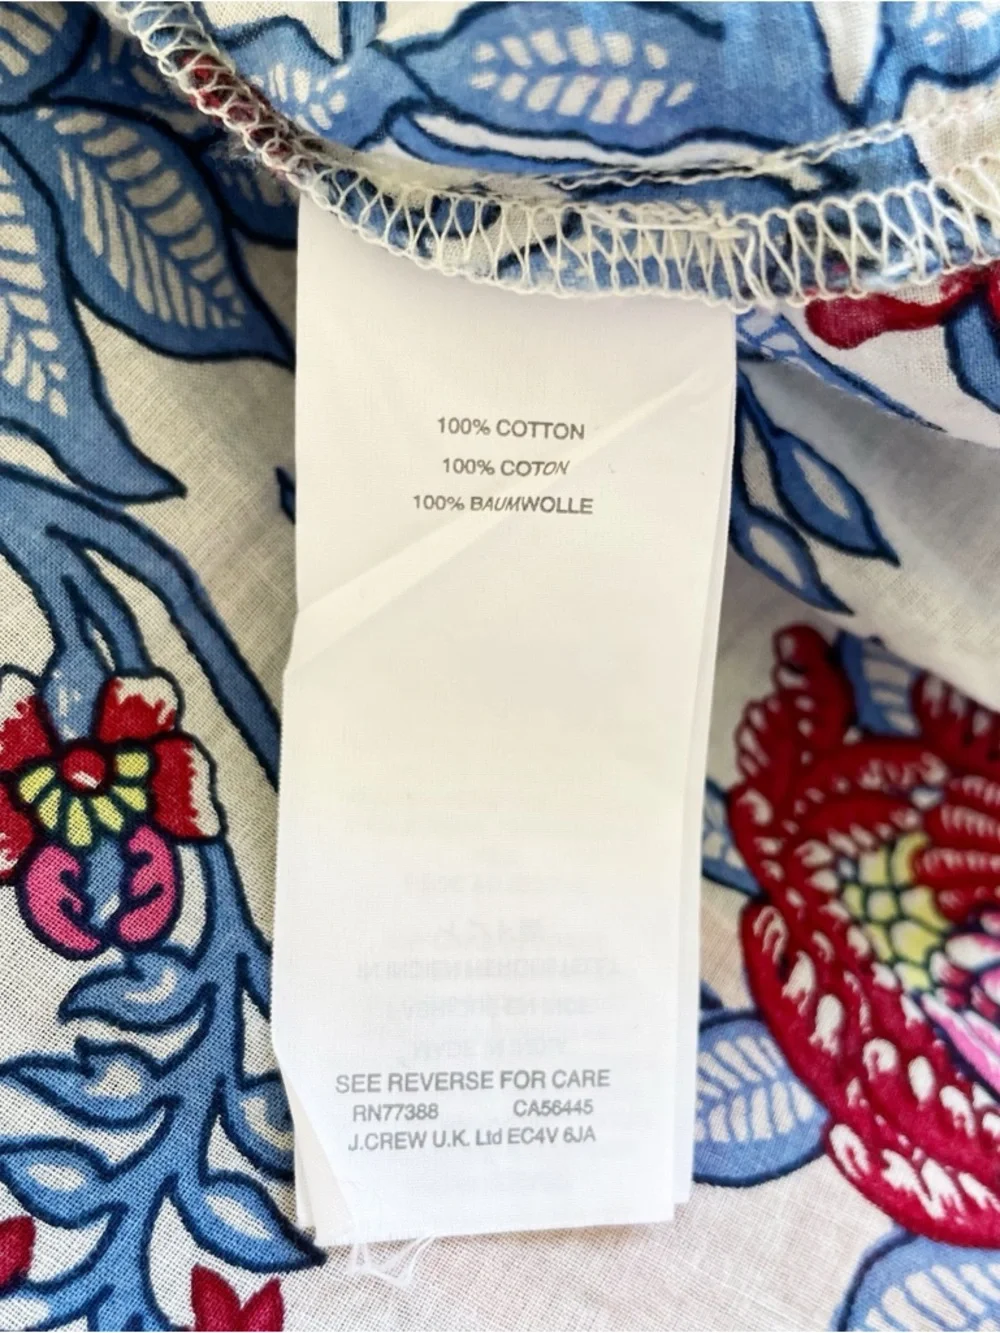 100% COTTON
100% COTON
100% BAUMWOLLE
SEE REVERSE FOR CARE
RN77388 CA56445
J.CREW U.K. Ltd EC4V 6JA